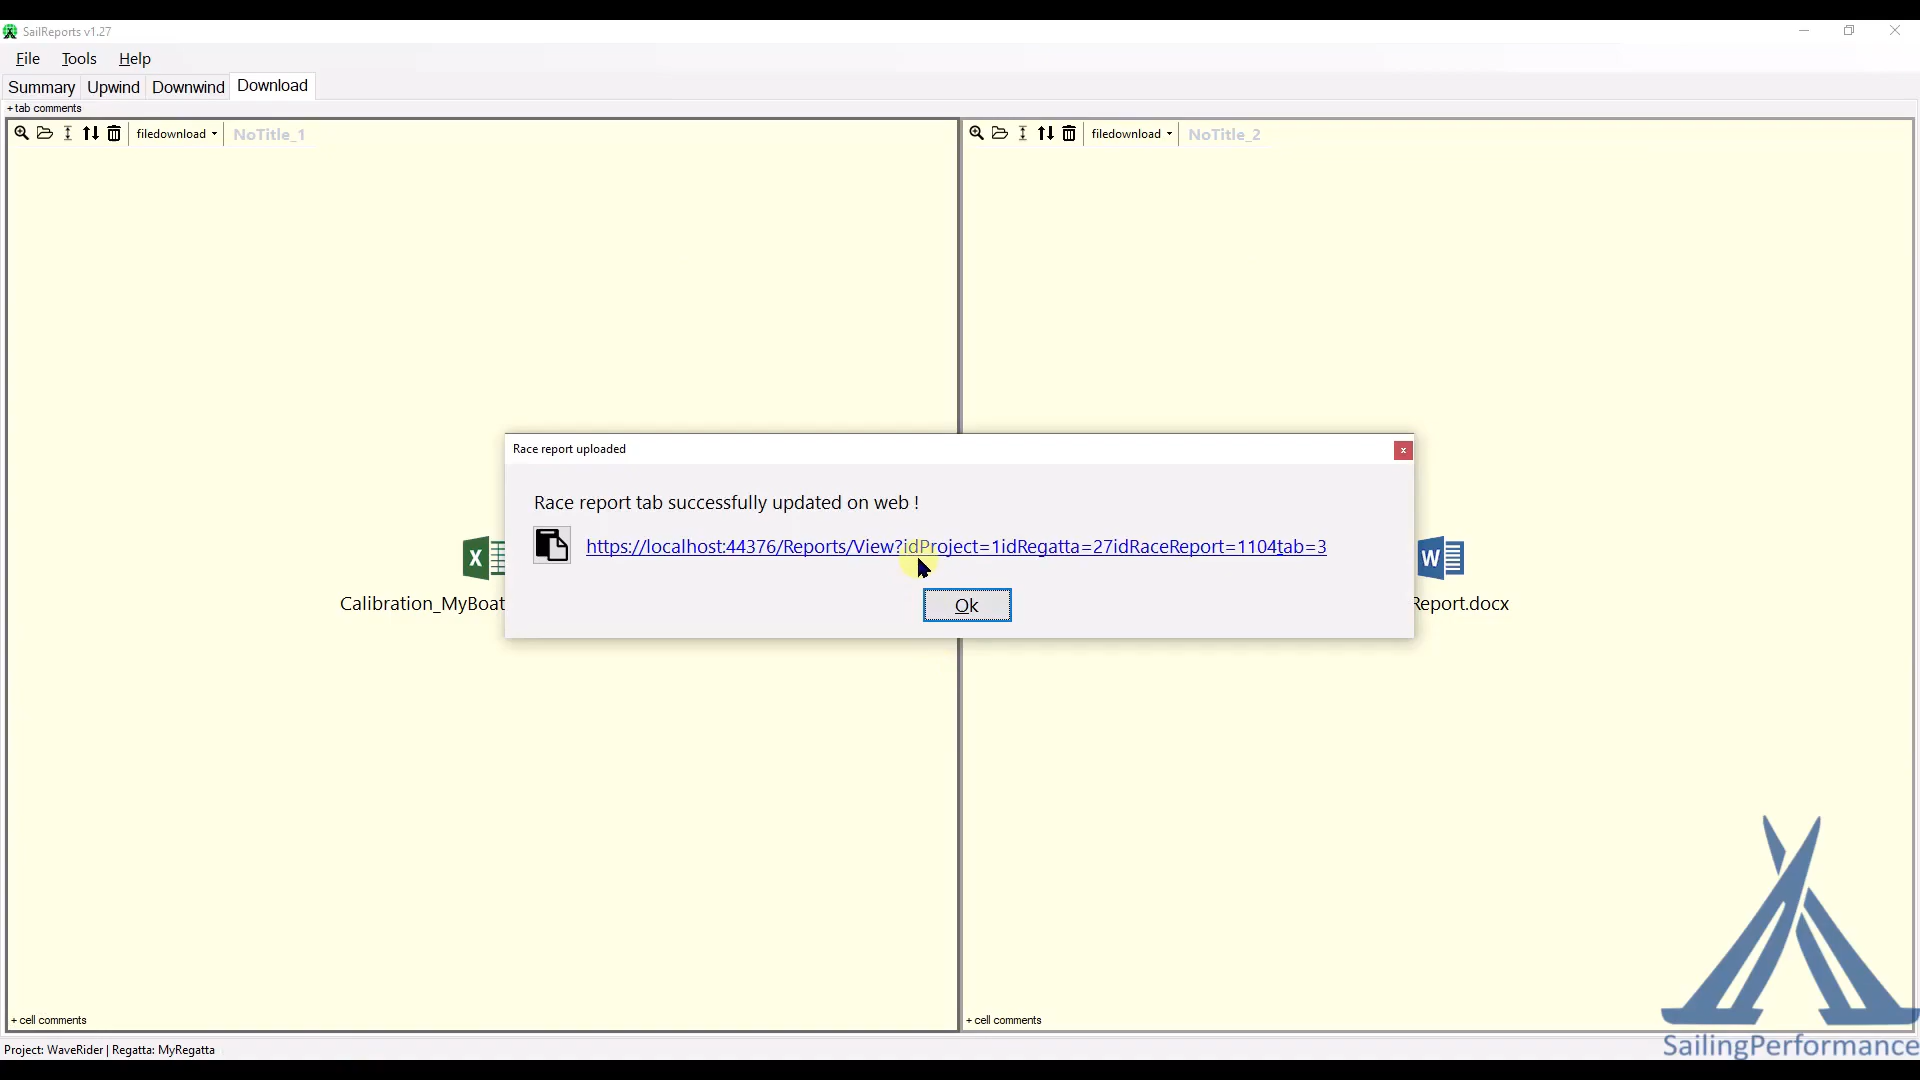 SailReports v1.27
File Tools Help
Summary Upwind Downwind Download
+ tab comments
filedownload NoTitle_1
filedownload NoTitle_2
Race report uploaded
Race report tab successfully updated on web !
https://localhost:44376/Reports/View?idProject=1idRegatta=27idRaceReport=1104tab=3
Ok
Calibration_MyBoat
Report.docx
+ cell comments
+ cell comments
Project: WaveRider | Regatta: MyRegatta
SailingPerformance